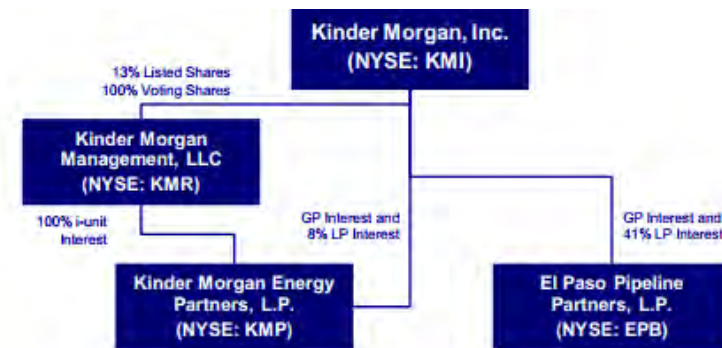 Kinder Morgan, Inc.
(NYSE: KMI)
13% Listed Shares
100% Voting Shares
Kinder Morgan
Management, LLC
(NYSE: KMR)
100% i-unit
Interest
GP Interest and
8% LP Interest
GP Interest and
41% LP Interest
Kinder Morgan Energy
Partners, L.P.
(NYSE: KMP)
El Paso Pipeline
Partners, L.P.
(NYSE: EPB)